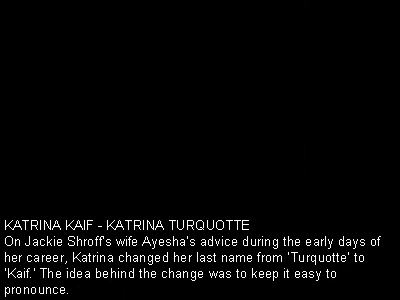 KATRINA KAIF - KATRINA TURQUOTTE
On Jackie Shroff's wife Ayesha's advice during the early days of
her career, Katrina changed her last name from 'Turquotte' to
'Kaif.' The idea behind the change was to keep it easy to
pronounce.